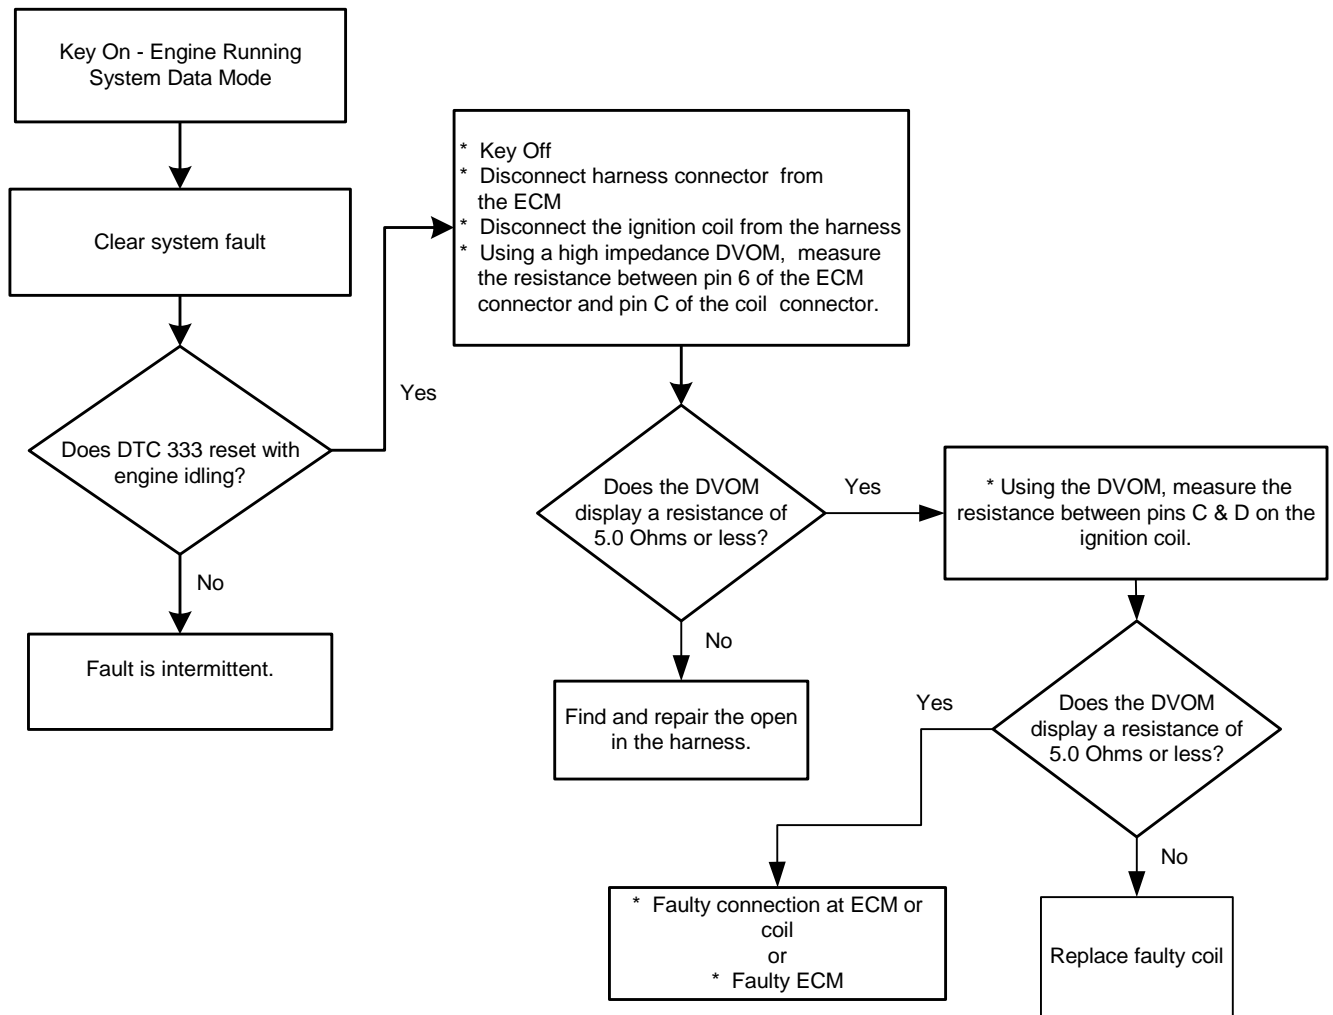 Key On - Engine Running
System Data Mode
Clear system fault
Does DTC 333 reset with
engine idling?
Yes
No
Fault is intermittent.
* Key Off
* Disconnect harness connector from
the ECM
* Disconnect the ignition coil from the harness
* Using a high impedance DVOM, measure
the resistance between pin 6 of the ECM
connector and pin C of the coil connector.
Does the DVOM
display a resistance of
5.0 Ohms or less?
Yes
No
Find and repair the open
in the harness.
* Using the DVOM, measure the
resistance between pins C & D on the
ignition coil.
Does the DVOM
display a resistance of
5.0 Ohms or less?
Yes
No
* Faulty connection at ECM or
coil
or
* Faulty ECM
Replace faulty coil